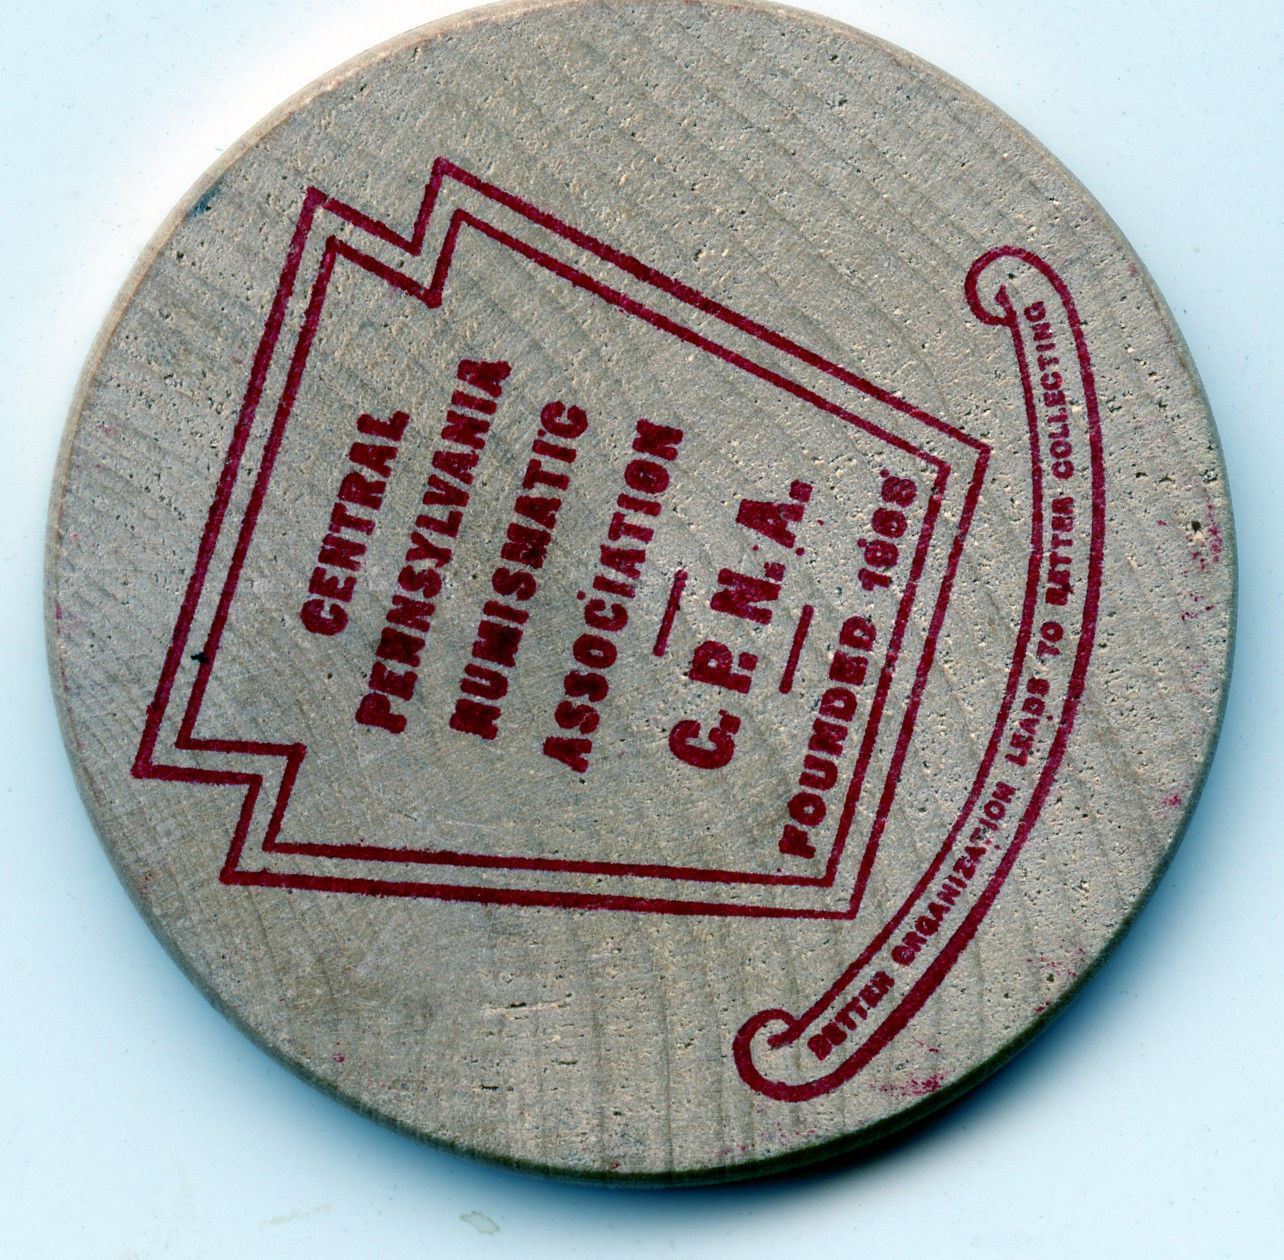 CENTRAL
PENNSYLVANIA
NUMISMATIC
ASSOCIATION
C.P.N.A.
FOUNDED 1968
BETTER ORGANIZATION LEADS TO BETTER COLLECTING